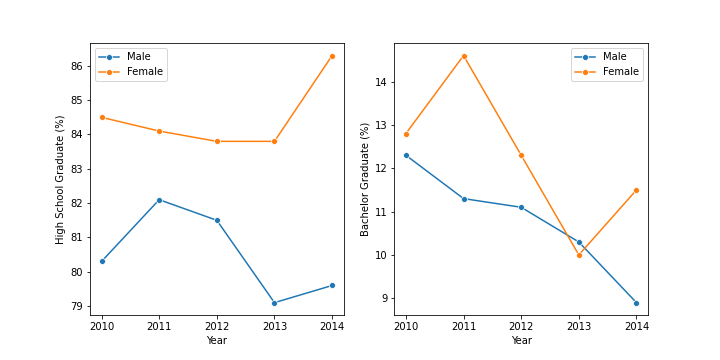 Male
Female
High School Graduate (%)
86
85
84
83
82
81
80
79
2010 2011 2012 2013 2014
Year
Male
Female
Bachelor Graduate (%)
14
13
12
11
10
9
2010 2011 2012 2013 2014
Year